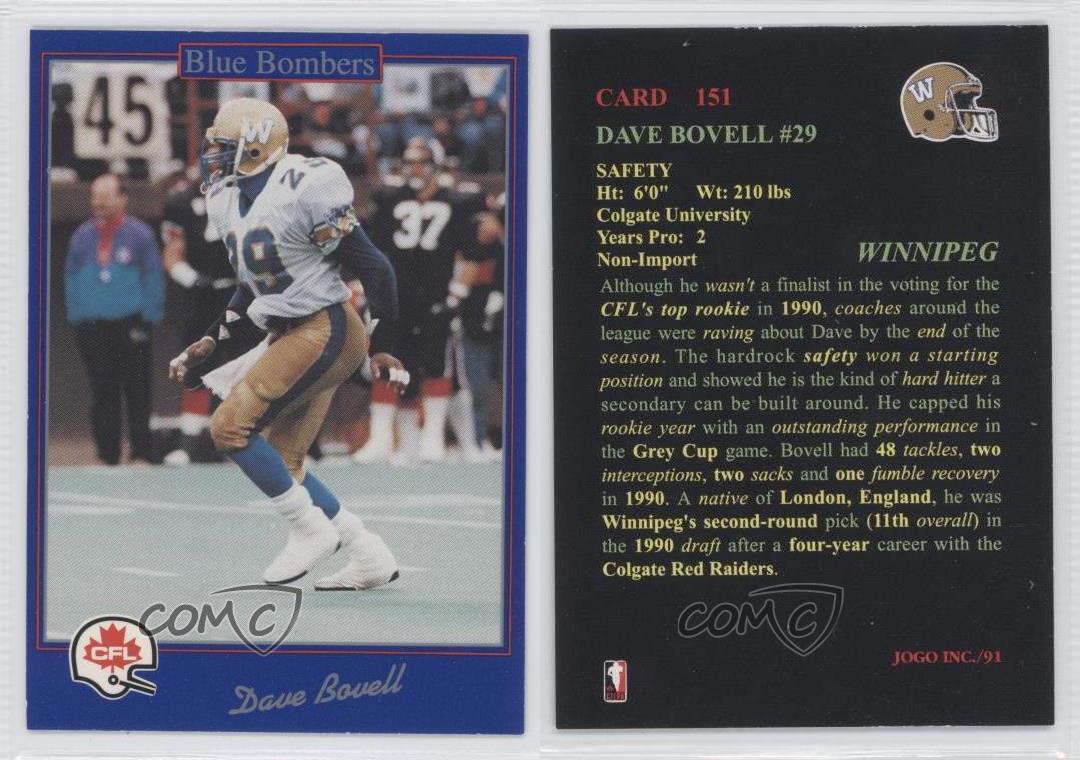 Blue Bombers
45
W
29
29
37
CFL
COMC
Dave Bovell
W
CARD 151
DAVE BOVELL #29
SAFETY
Ht: 6'0" Wt: 210 lbs
Colgate University
Years Pro: 2
Non-Import
WINNIPEG
Although he wasn't a finalist in the voting for the
CFL's top rookie in 1990, coaches around the
league were raving about Dave by the end of the
season. The hardrock safety won a starting
position and showed he is the kind of hard hitter a
secondary can be built around. He capped his
rookie year with an outstanding performance in
the Grey Cup game. Bovell had 48 tackles, two
interceptions, two sacks and one fumble recovery
in 1990. A native of London, England, he was
Winnipeg's second-round pick (11th overall) in
the 1990 draft after a four-year career with the
Colgate Red Raiders.
COMC
JOGO INC./91